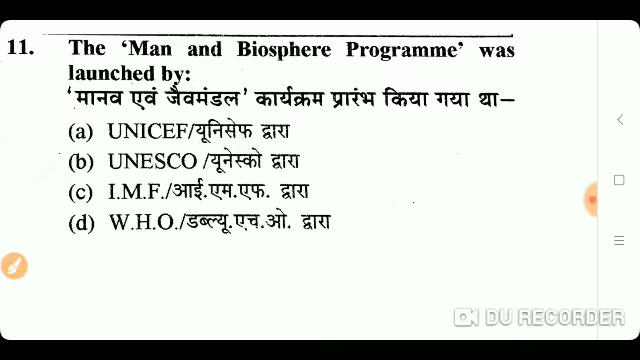 11. The ‘Man and Biosphere Programme’ was
launched by:
‘मानव एवं जैवमंडल’ कार्यक्रम प्रारंभ किया गया था–
(a) UNICEF/यूनिसेफ द्वारा
(b) UNESCO /यूनेस्को द्वारा
(c) I.M.F./आई.एम.एफ. द्वारा
(d) W.H.O./डब्ल्यू.एच.ओ. द्वारा
DU RECORDER